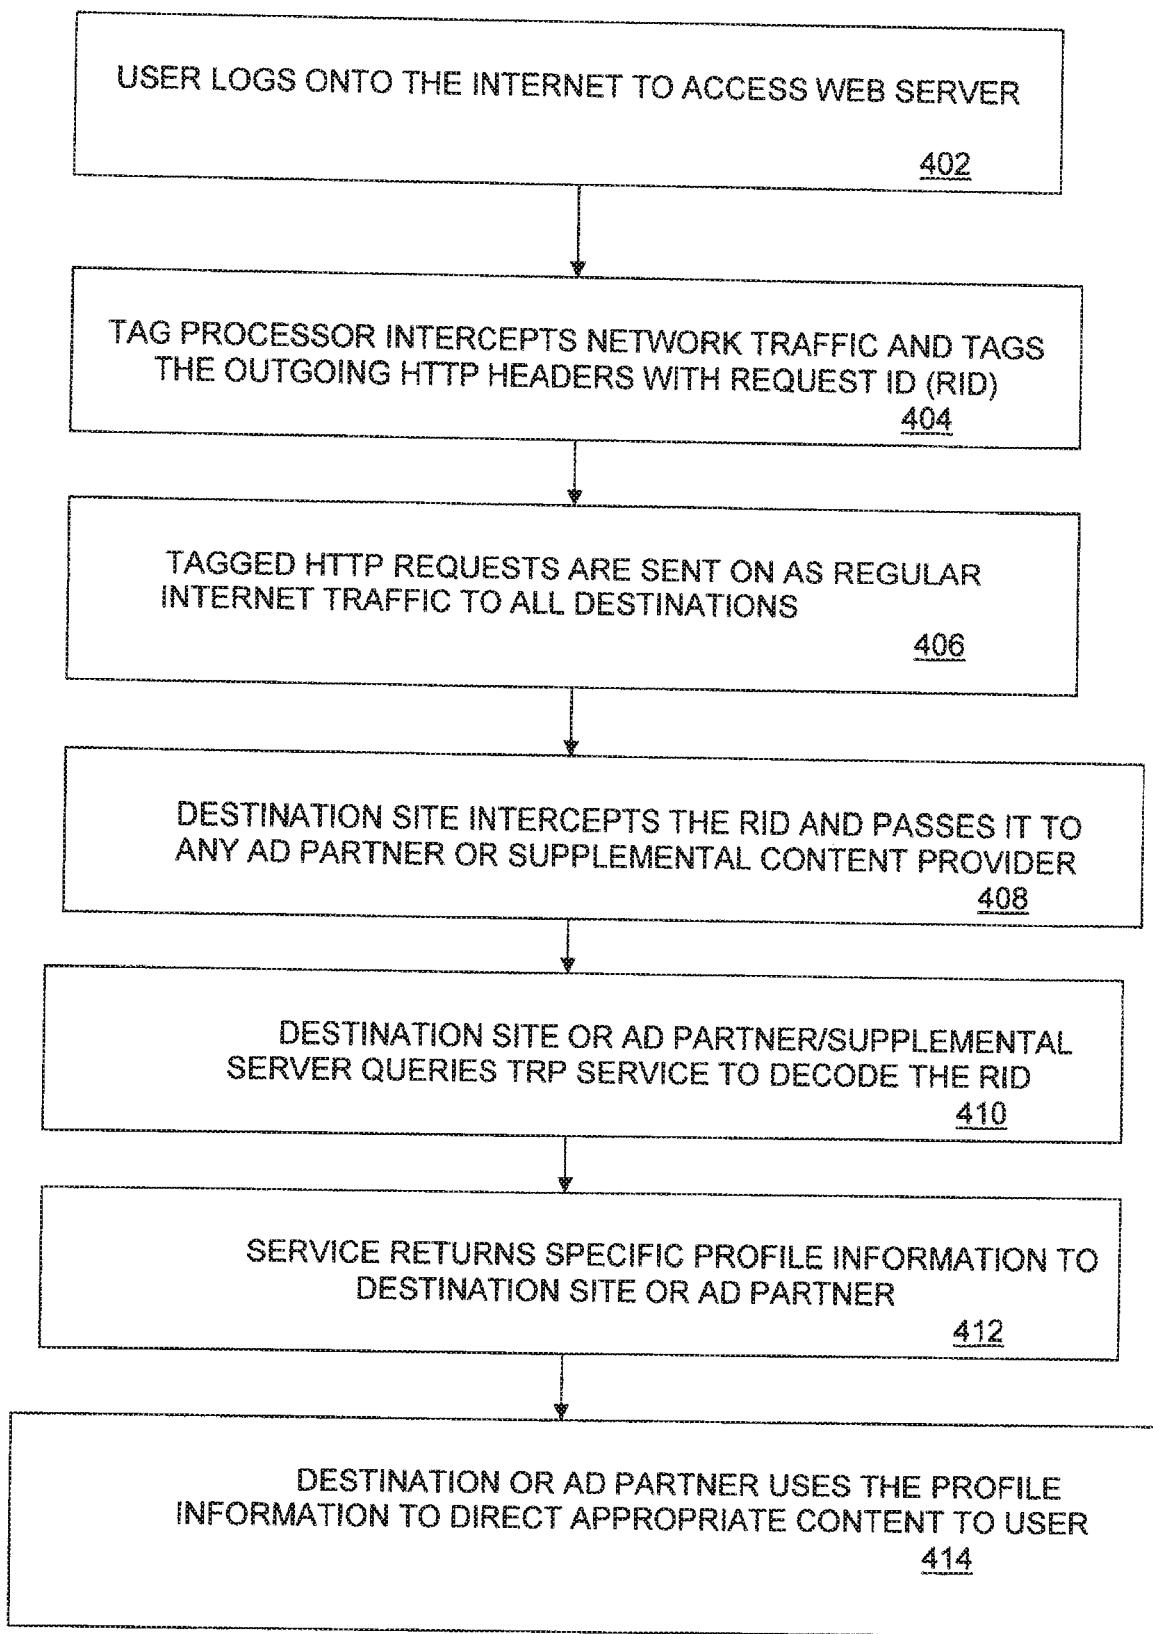 USER LOGS ONTO THE INTERNET TO ACCESS WEB SERVER
402
TAG PROCESSOR INTERCEPTS NETWORK TRAFFIC AND TAGS
THE OUTGOING HTTP HEADERS WITH REQUEST ID (RID)
404
TAGGED HTTP REQUESTS ARE SENT ON AS REGULAR
INTERNET TRAFFIC TO ALL DESTINATIONS
406
DESTINATION SITE INTERCEPTS THE RID AND PASSES IT TO
ANY AD PARTNER OR SUPPLEMENTAL CONTENT PROVIDER
408
DESTINATION SITE OR AD PARTNER/SUPPLEMENTAL
SERVER QUERIES TRP SERVICE TO DECODE THE RID
410
SERVICE RETURNS SPECIFIC PROFILE INFORMATION TO
DESTINATION SITE OR AD PARTNER
412
DESTINATION OR AD PARTNER USES THE PROFILE
INFORMATION TO DIRECT APPROPRIATE CONTENT TO USER
414